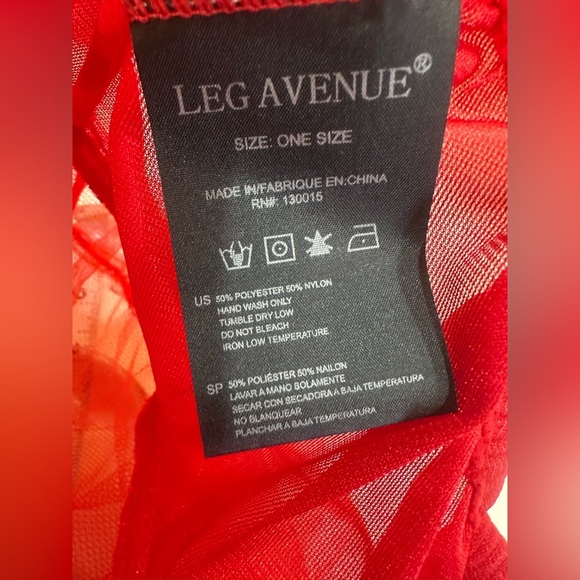 LEG AVENUE®
SIZE: ONE SIZE
MADE IN/FABRIQUE EN:CHINA
RN#: 130015
US 50% POLYESTER 50% NYLON
HAND WASH ONLY
TUMBLE DRY LOW
DO NOT BLEACH
IRON LOW TEMPERATURE
SP 50% POLIÉSTER 50% NAILON
LAVAR A MANO SOLAMENTE
SECAR CON SECADORA A BAJA TEMPERATURA
NO BLANQUEAR
PLANCHAR A BAJA TEMPERATURA